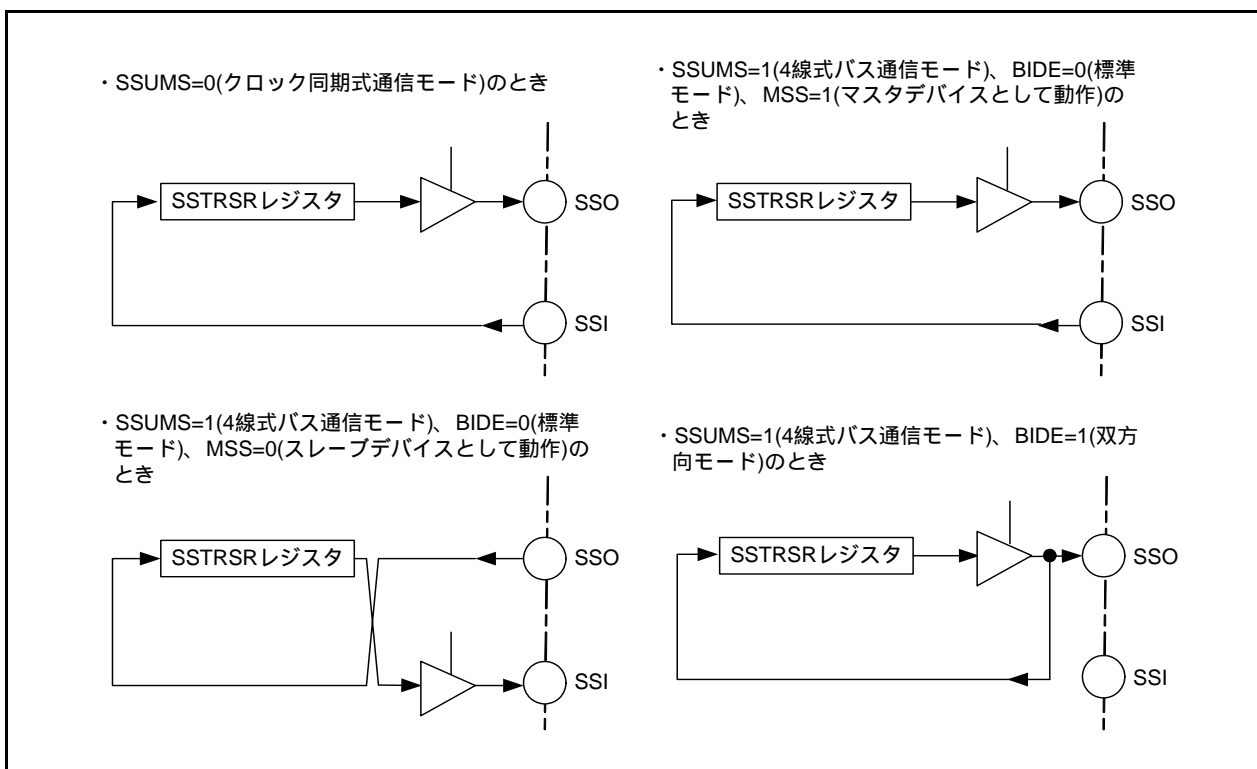 ・SSUMS=0(クロック同期式通信モード)のとき
SSTRSRレジスタ
SSO
SSI
・SSUMS=1(4線式バス通信モード)、BIDE=0(標準
モード)、MSS=1(マスタデバイスとして動作)の
とき
SSTRSRレジスタ
SSO
SSI
・SSUMS=1(4線式バス通信モード)、BIDE=0(標準
モード)、MSS=0(スレーブデバイスとして動作)の
とき
SSTRSRレジスタ
SSO
SSI
・SSUMS=1(4線式バス通信モード)、BIDE=1(双方
向モード)のとき
SSTRSRレジスタ
SSO
SSI